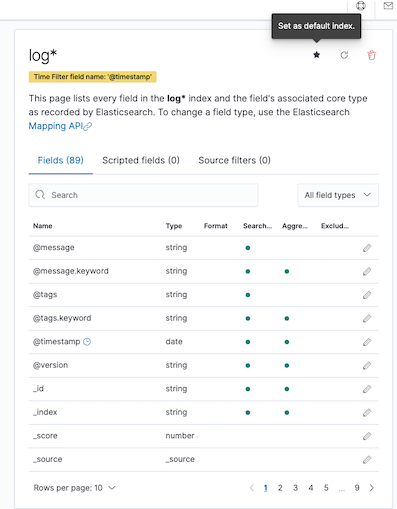 Set as default index.
log*
Time Filter field name: '@timestamp'
This page lists every field in the log* index and the field's associated core type
as recorded by Elasticsearch. To change a field type, use the Elasticsearch
Mapping API
Fields (89) Scripted fields (0) Source filters (0)
Search All field types
Name Type Format Search... Aggre... Exclud...
@message string
@message.keyword string
@tags string
@tags.keyword string
@timestamp date
@version string
_id string
_index string
_score number
_source _source
Rows per page: 10 1 2 3 4 5 ... 9